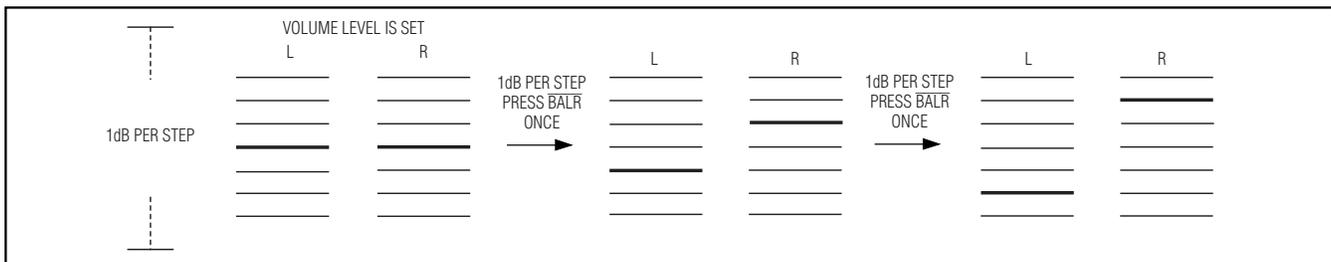 VOLUME LEVEL IS SET
L R
1dB PER STEP
1dB PER STEP
PRESS BALR
ONCE
L R
1dB PER STEP
PRESS BALR
ONCE
L R